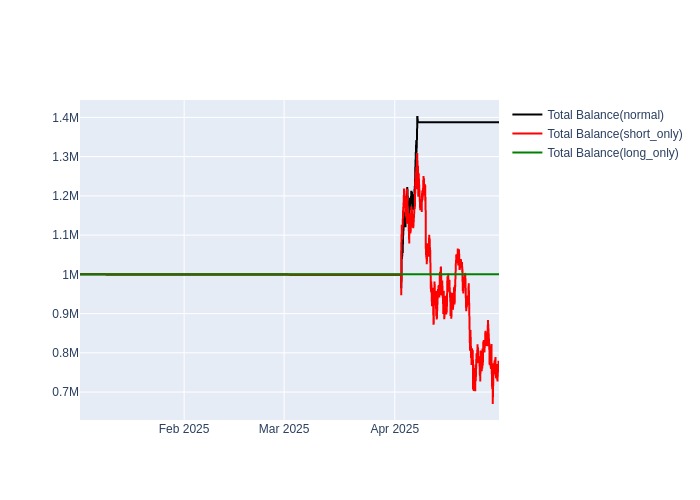 1.4M
1.3M
1.2M
1.1M
1M
0.9M
0.8M
0.7M
Feb 2025
Mar 2025
Apr 2025
Total Balance(normal)
Total Balance(short_only)
Total Balance(long_only)